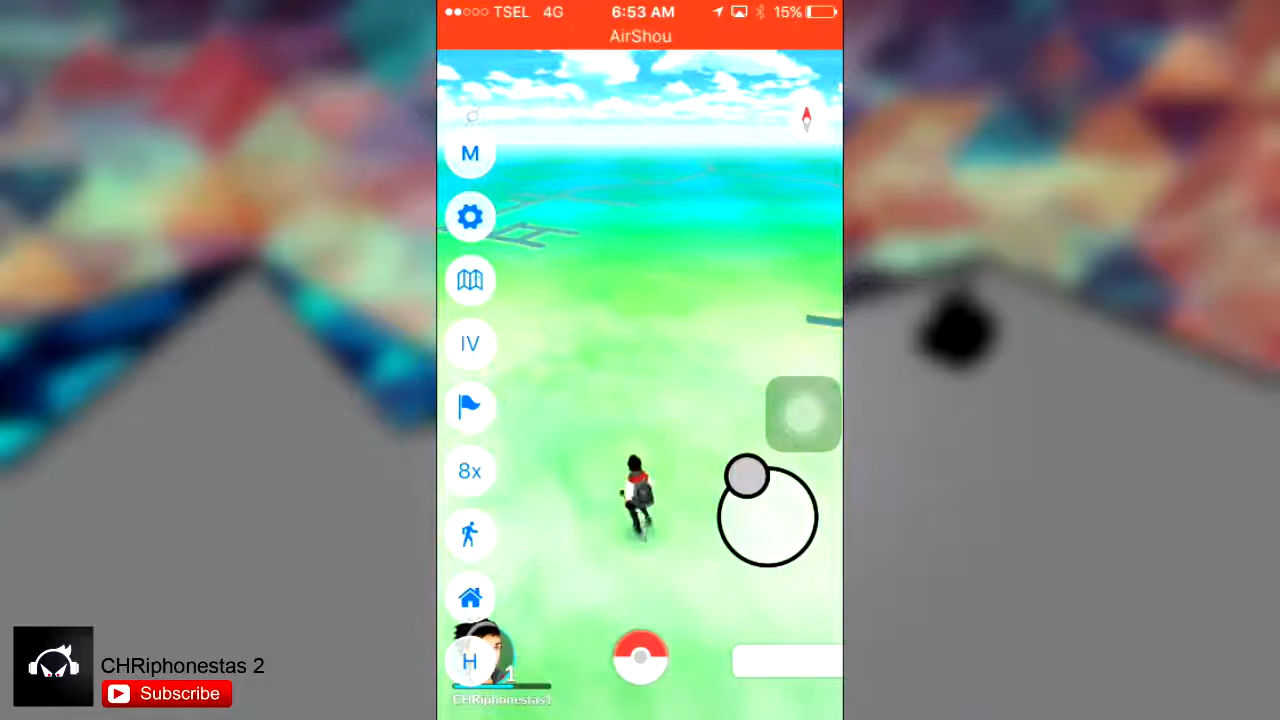 TSEL 4G 6:53 AM 15%
AirShou
M
IV
8x
H
1
CHRiphonestas1
CHRiphonestas 2
Subscribe